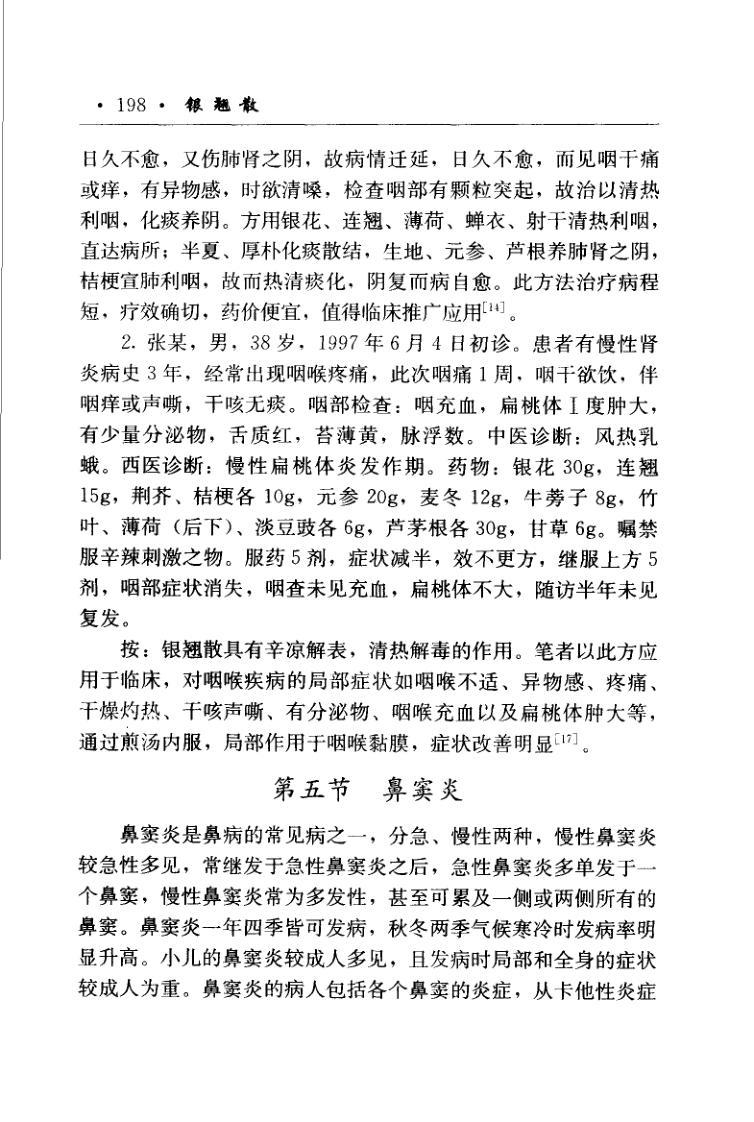 · 198 · 银翘散
日久不愈，又伤肺肾之阴，故病情迁延，日久不愈，而见咽干痛
或痒，有异物感，时欲清嗓，检查咽部有颗粒突起，故治以清热
利咽，化痰养阴。方用银花、连翘、薄荷、蝉衣、射干清热利咽，
直达病所；半夏、厚朴化痰散结，生地、元参、芦根养肺肾之阴，
桔梗宣肺利咽，故而热清痰化，阴复而病自愈。此方法治疗病程
短，疗效确切，药价便宜，值得临床推广应用[14]。
2. 张某，男，38 岁，1997 年 6 月 4 日初诊。患者有慢性肾
炎病史 3 年，经常出现咽喉疼痛，此次咽痛 1 周，咽干欲饮，伴
咽痒或声嘶，干咳无痰。咽部检查：咽充血，扁桃体Ⅰ度肿大，
有少量分泌物，舌质红，苔薄黄，脉浮数。中医诊断：风热乳
蛾。西医诊断：慢性扁桃体炎发作期。药物：银花 30g，连翘
15g，荆芥、桔梗各 10g，元参 20g，麦冬 12g，牛蒡子 8g，竹
叶、薄荷（后下）、淡豆豉各 6g，芦茅根各 30g，甘草 6g。嘱禁
服辛辣刺激之物。服药 5 剂，症状减半，效不更方，继服上方 5
剂，咽部症状消失，咽查未见充血，扁桃体不大，随访半年未见
复发。
按：银翘散具有辛凉解表，清热解毒的作用。笔者以此方应
用于临床，对咽喉疾病的局部症状如咽喉不适、异物感、疼痛、
干燥灼热、干咳声嘶、有分泌物、咽喉充血以及扁桃体肿大等，
通过煎汤内服，局部作用于咽喉黏膜，症状改善明显[17]。
第五节　鼻窦炎
鼻窦炎是鼻病的常见病之一，分急、慢性两种，慢性鼻窦炎
较急性多见，常继发于急性鼻窦炎之后，急性鼻窦炎多单发于一
个鼻窦，慢性鼻窦炎常为多发性，甚至可累及一侧或两侧所有的
鼻窦。鼻窦炎一年四季皆可发病，秋冬两季气候寒冷时发病率明
显升高。小儿的鼻窦炎较成人多见，且发病时局部和全身的症状
较成人为重。鼻窦炎的病人包括各个鼻窦的炎症，从卡他性炎症